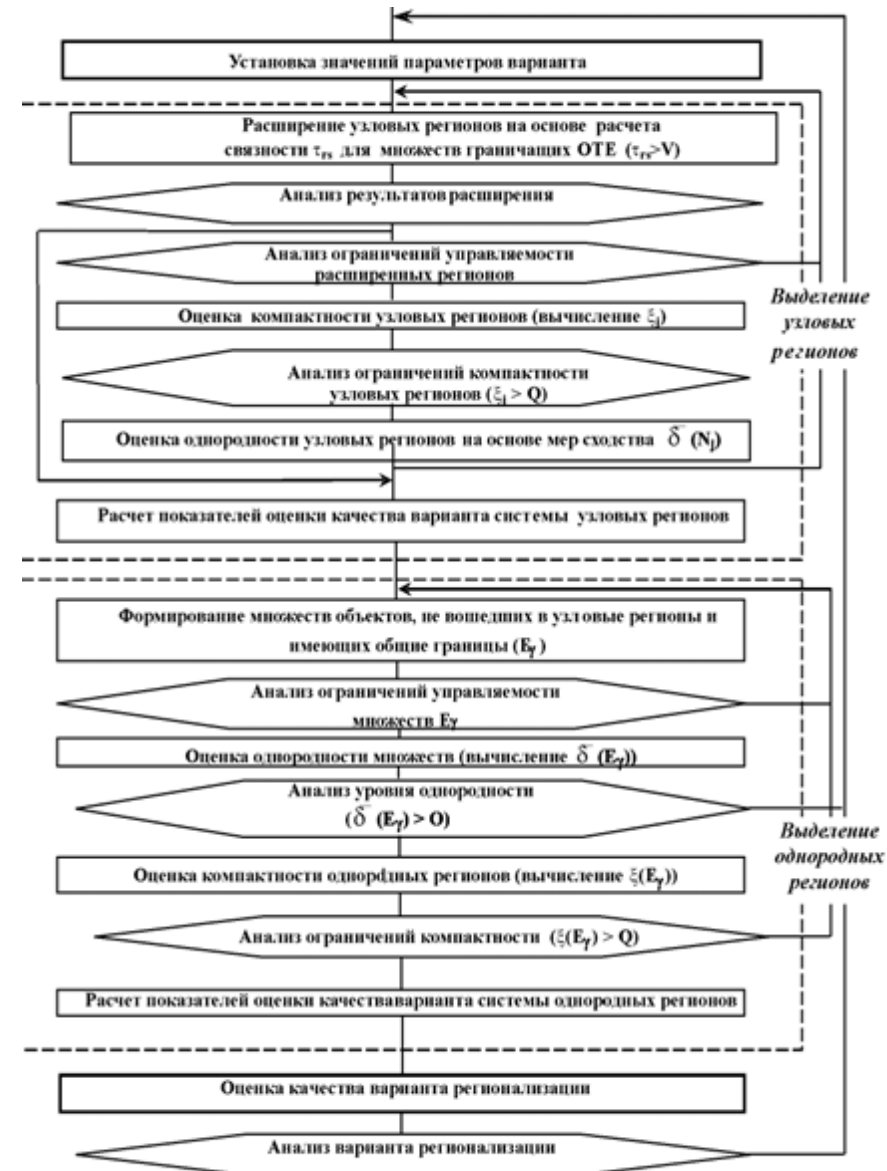 Установка значений параметров варианта
Расширение узловых регионов на основе расчета
связности τrs для множеств граничащих ОТЕ (τrs>V)
Анализ результатов расширения
Анализ ограничений управляемости
расширенных регионов
Оценка компактности узловых регионов (вычисление ξj)
Анализ ограничений компактности
узловых регионов (ξj > Q)
Оценка однородности узловых регионов на основе мер сходства δ (Nj)
Расчет показателей оценки качества варианта системы узловых регионов
Выделение
узловых
регионов
Формирование множеств объектов, не вошедших в узловые регионы и
имеющих общие границы (Eγ)
Анализ ограничений управляемости
множеств Eγ
Оценка однородности множеств (вычисление δ (Eγ))
Анализ уровня однородности
(δ (Eγ) > O)
Оценка компактности однородных регионов (вычисление ξ(Eγ))
Анализ ограничений компактности (ξ(Eγ) > Q)
Расчет показателей оценки качестваварианта системы однородных регионов
Выделение
однородных
регионов
Оценка качества варианта регионализации
Анализ варианта регионализации